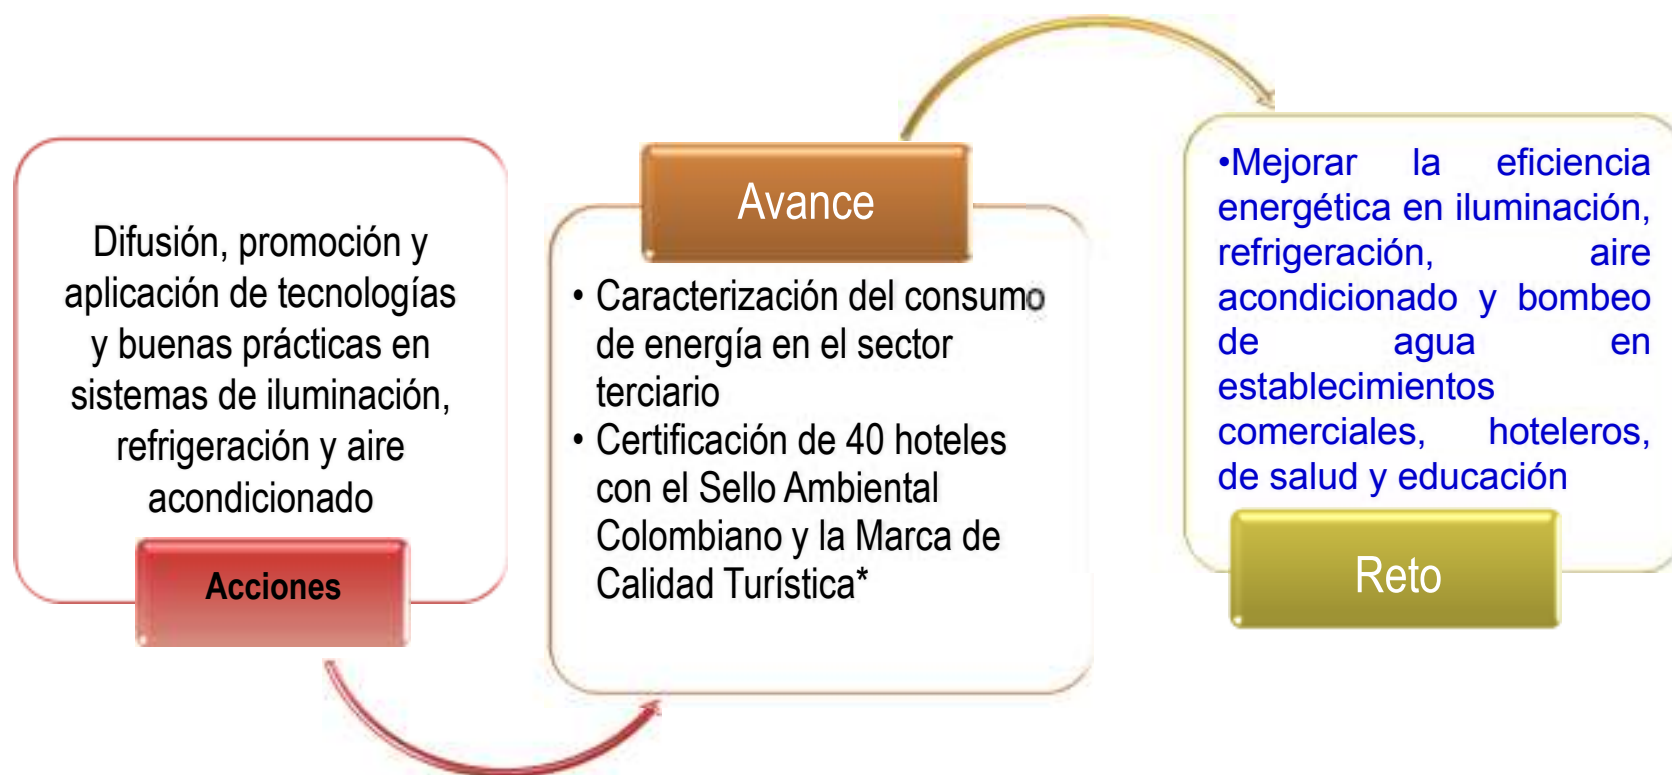 Difusión, promoción y
aplicación de tecnologías
y buenas prácticas en
sistemas de iluminación,
refrigeración y aire
acondicionado
Acciones
Avance
• Caracterización del consumo
de energía en el sector
terciario
• Certificación de 40 hoteles
con el Sello Ambiental
Colombiano y la Marca de
Calidad Turística*
•Mejorar la eficiencia
energética en iluminación,
refrigeración, aire
acondicionado y bombeo
de agua en
establecimientos
comerciales, hoteleros,
de salud y educación
Reto